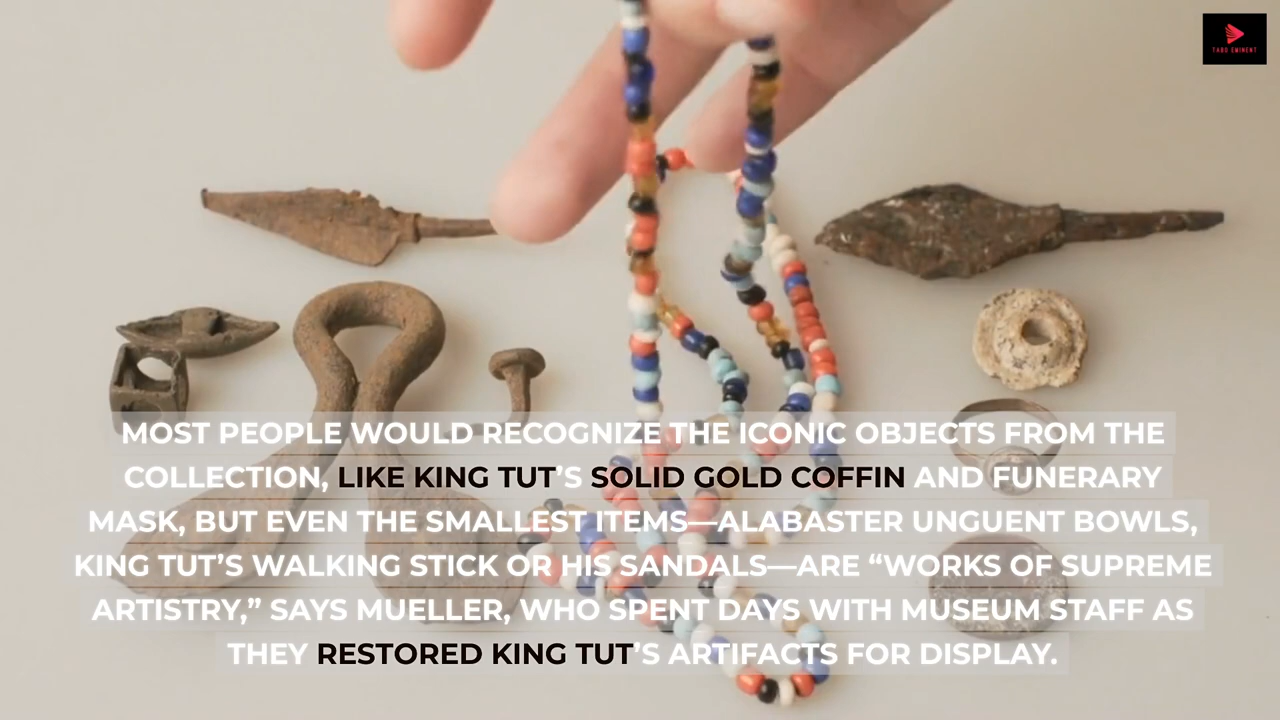 TABU EMINENT
MOST PEOPLE WOULD RECOGNIZE THE ICONIC OBJECTS FROM THE
COLLECTION, LIKE KING TUT’S SOLID GOLD COFFIN AND FUNERARY
MASK, BUT EVEN THE SMALLEST ITEMS—ALABASTER UNGUENT BOWLS,
KING TUT’S WALKING STICK OR HIS SANDALS—ARE “WORKS OF SUPREME
ARTISTRY,” SAYS MUELLER, WHO SPENT DAYS WITH MUSEUM STAFF AS
THEY RESTORED KING TUT’S ARTIFACTS FOR DISPLAY.